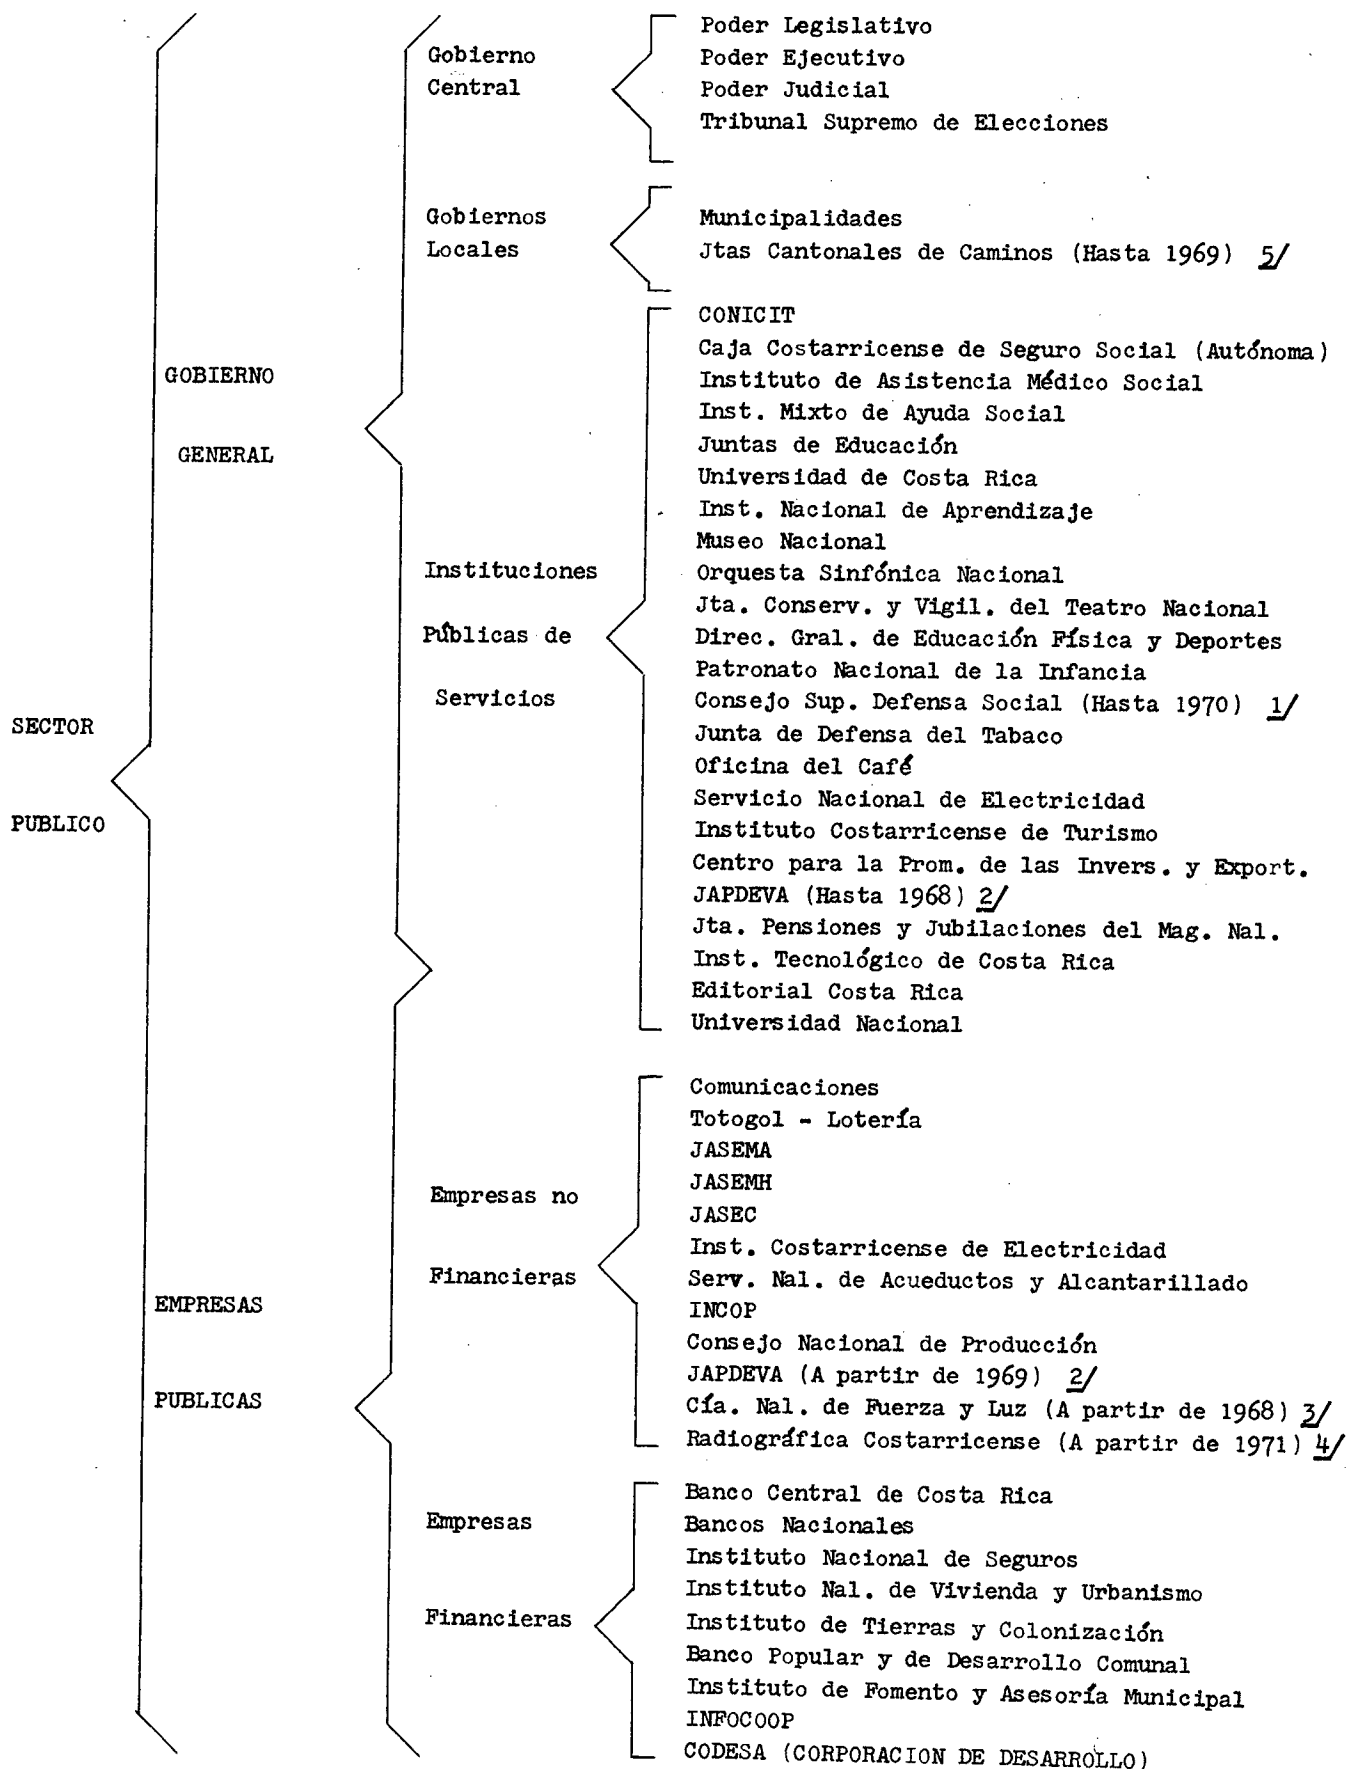 SECTOR
PUBLICO
GOBIERNO
GENERAL
Gobierno
Central
Poder Legislativo
Poder Ejecutivo
Poder Judicial
Tribunal Supremo de Elecciones
Gobiernos
Locales
Municipalidades
Jtas Cantonales de Caminos (Hasta 1969) 5/
Instituciones
Públicas de
Servicios
CONICIT
Caja Costarricense de Seguro Social (Autónoma)
Instituto de Asistencia Médico Social
Inst. Mixto de Ayuda Social
Juntas de Educación
Universidad de Costa Rica
Inst. Nacional de Aprendizaje
Museo Nacional
Orquesta Sinfónica Nacional
Jta. Conserv. y Vigil. del Teatro Nacional
Direc. Gral. de Educación Física y Deportes
Patronato Nacional de la Infancia
Consejo Sup. Defensa Social (Hasta 1970) 1/
Junta de Defensa del Tabaco
Oficina del Café
Servicio Nacional de Electricidad
Instituto Costarricense de Turismo
Centro para la Prom. de las Invers. y Export.
JAPDEVA (Hasta 1968) 2/
Jta. Pensiones y Jubilaciones del Mag. Nal.
Inst. Tecnológico de Costa Rica
Editorial Costa Rica
Universidad Nacional
EMPRESAS
PUBLICAS
Empresas no
Financieras
Comunicaciones
Totogol - Lotería
JASEMA
JASEMH
JASEC
Inst. Costarricense de Electricidad
Serv. Nal. de Acueductos y Alcantarillado
INCOP
Consejo Nacional de Producción
JAPDEVA (A partir de 1969) 2/
Cía. Nal. de Fuerza y Luz (A partir de 1968) 3/
Radiográfica Costarricense (A partir de 1971) 4/
Empresas
Financieras
Banco Central de Costa Rica
Bancos Nacionales
Instituto Nacional de Seguros
Instituto Nal. de Vivienda y Urbanismo
Instituto de Tierras y Colonización
Banco Popular y de Desarrollo Comunal
Instituto de Fomento y Asesoría Municipal
INFOCOOP
CODESA (CORPORACION DE DESARROLLO)